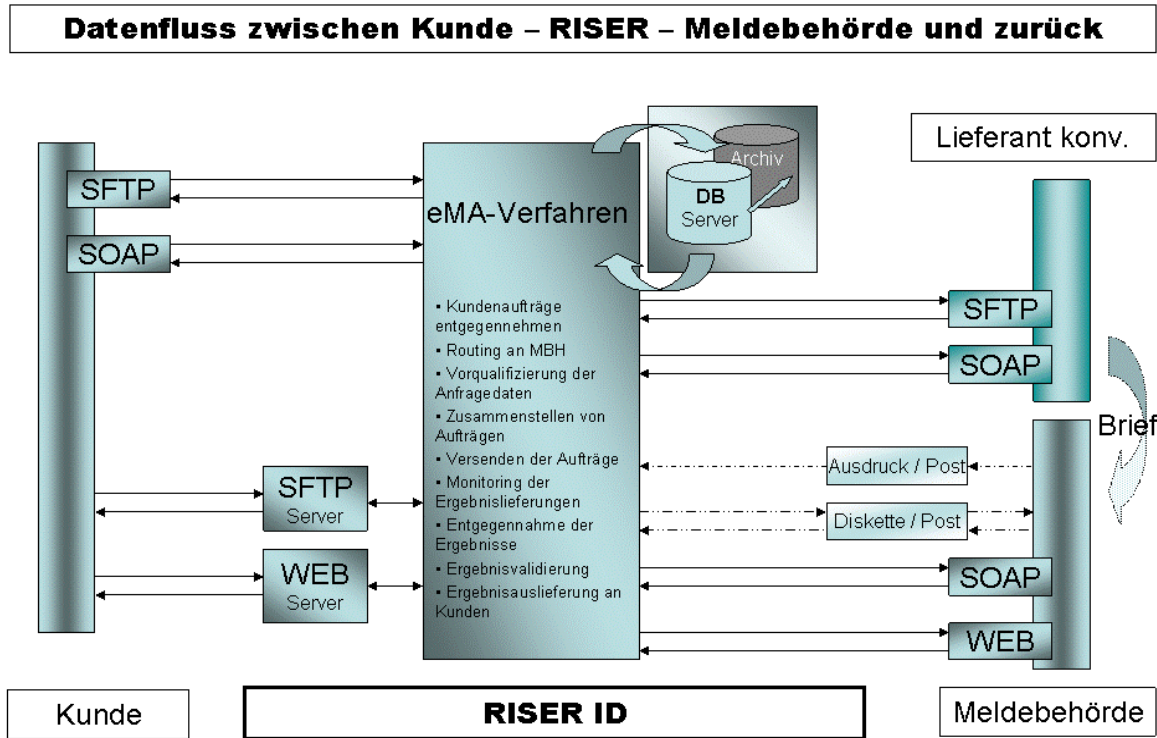 Datenfluss zwischen Kunde – RISER – Meldebehörde und zurück
Lieferant konv.
Archiv
DB
Server
SFTP
SOAP
eMA-Verfahren
▪ Kundenaufträge
entgegennehmen
▪ Routing an MBH
▪ Vorqualifizierung der
Anfragedaten
▪ Zusammenstellen von
Aufträgen
▪ Versenden der Aufträge
▪ Monitoring der
Ergebnislieferungen
▪ Entgegennahme der
Ergebnisse
▪ Ergebnisvalidierung
▪ Ergebnisauslieferung an
Kunden
SFTP
SOAP
Brief
Ausdruck / Post
SFTP
Server
Diskette / Post
WEB
Server
SOAP
WEB
Kunde
RISER ID
Meldebehörde